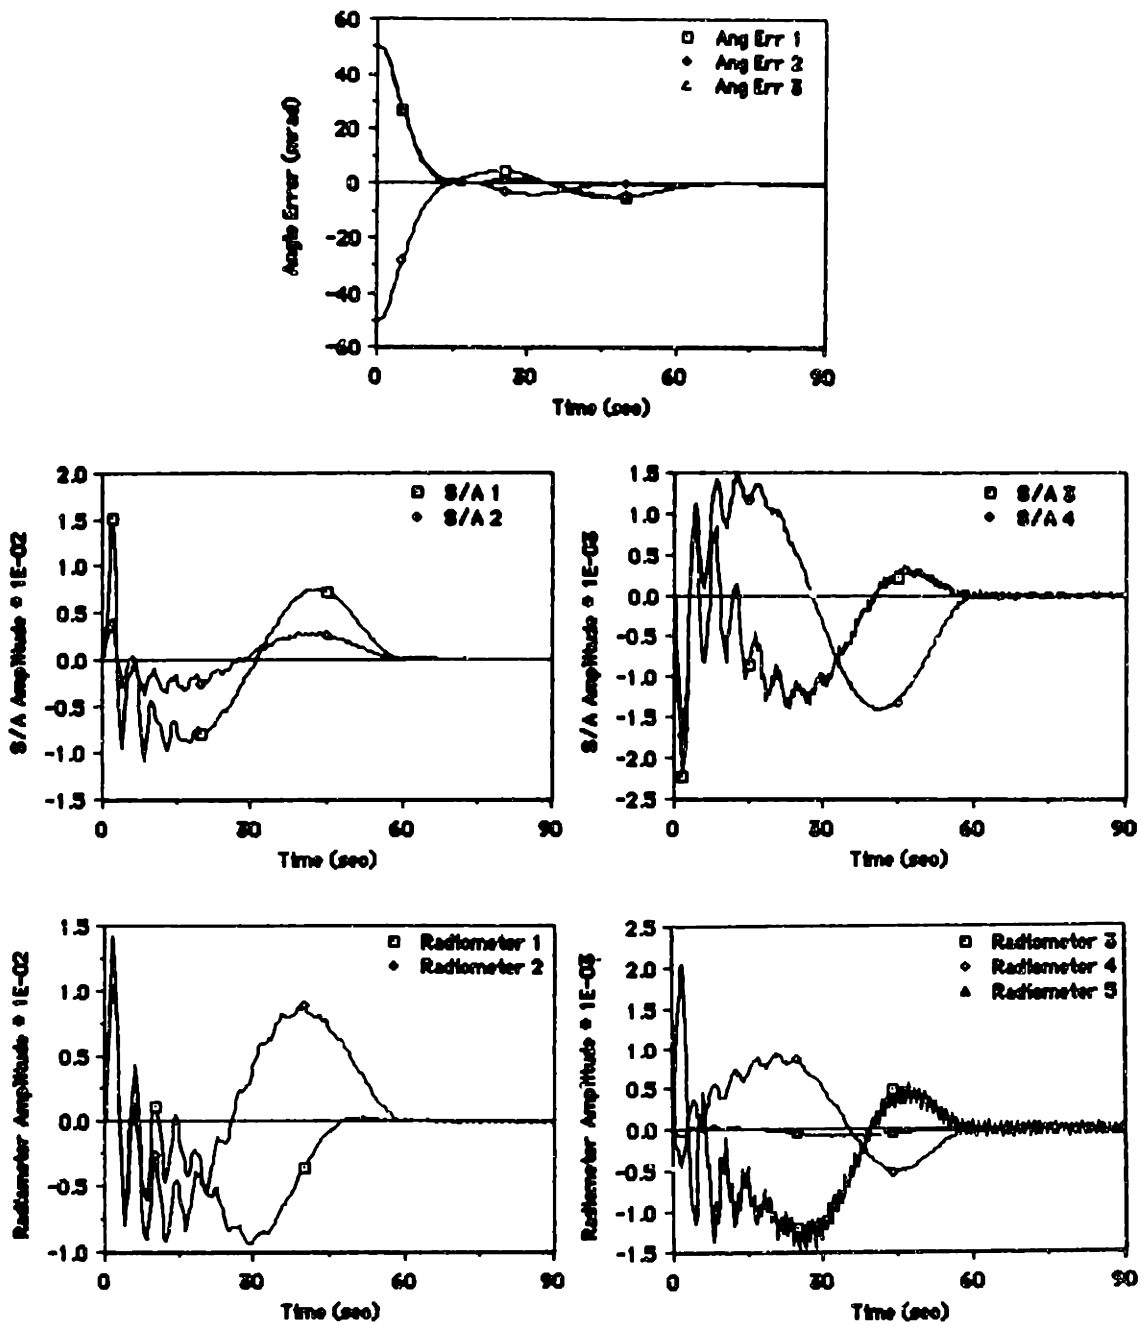 60
40
20
0
-20
-40
-60
Angle Error (mrad)
Ang Err 1
Ang Err 2
Ang Err 3
0 30 60 90
Time (sec)
2.0
1.5
1.0
0.5
0.0
-0.5
-1.0
-1.5
S/A Amplitude * 1E-02
S/A 1
S/A 2
0 30 60 90
Time (sec)
1.5
1.0
0.5
0.0
-0.5
-1.0
-1.5
-2.0
-2.5
S/A Amplitude * 1E-03
S/A 3
S/A 4
0 30 60 90
Time (sec)
1.5
1.0
0.5
0.0
-0.5
-1.0
Radiometer Amplitude * 1E-02
Radiometer 1
Radiometer 2
0 30 60 90
Time (sec)
2.5
2.0
1.5
1.0
0.5
0.0
-0.5
-1.0
-1.5
Radiometer Amplitude * 1E-03
Radiometer 3
Radiometer 4
Radiometer 5
0 30 60 90
Time (sec)